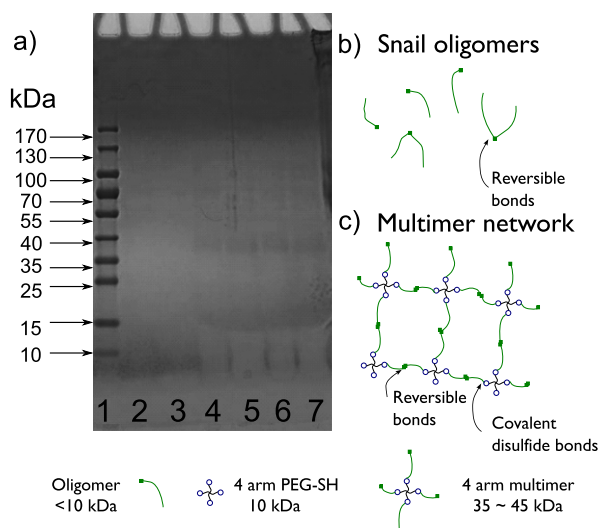 a)
kDa
170
130
100
70
55
40
35
25
15
10
1 2 3 4 5 6 7
b) Snail oligomers
Reversible
bonds
c) Multimer network
Reversible
bonds
Covalent
disulfide bonds
Oligomer
<10 kDa
4 arm PEG-SH
10 kDa
4 arm multimer
35 ~ 45 kDa